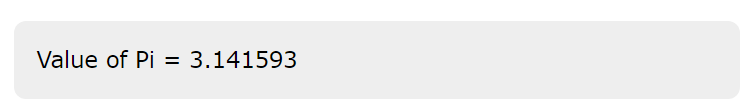 Value of Pi = 3.141593